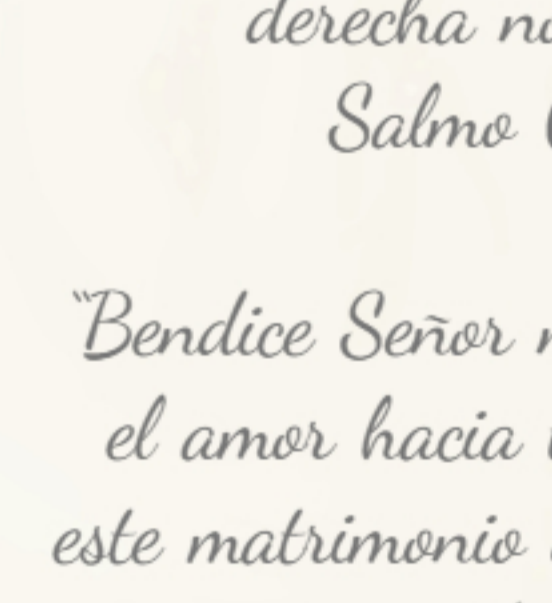 derecha
Salmo
“Bendice Señor
el amor hacia
este matrimonio